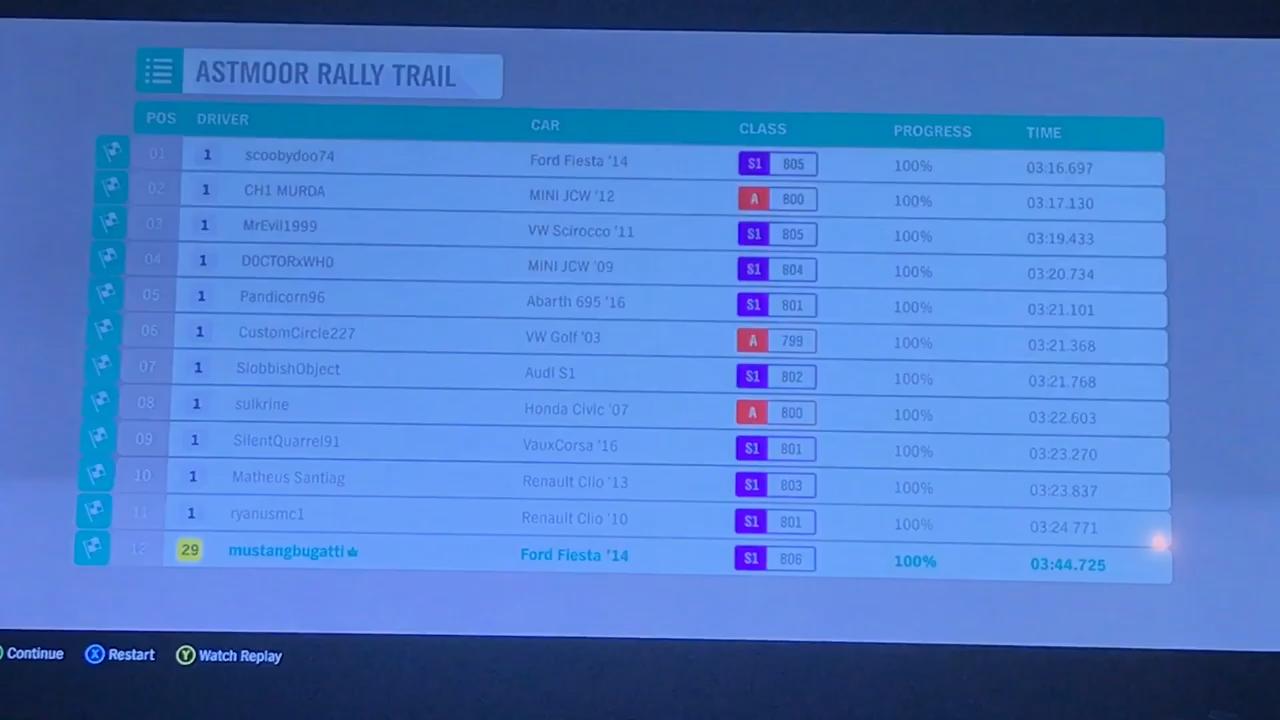 ASTMOOR RALLY TRAIL
POS DRIVER CAR CLASS PROGRESS TIME
01 1 scoobydoo74 Ford Fiesta '14 S1 805 100% 03:16.697
02 1 CH1 MURDA MINI JCW '12 A 800 100% 03:17.130
03 1 MrEvil1999 VW Scirocco '11 S1 805 100% 03:19.433
04 1 D0CTORxWH0 MINI JCW '09 S1 804 100% 03:20.734
05 1 Pandicorn96 Abarth 695 '16 S1 801 100% 03:21.101
06 1 CustomCircle227 VW Golf '03 A 799 100% 03:21.368
07 1 SlobbishObject Audi S1 S1 802 100% 03:21.768
08 1 sulkrine Honda Civic '07 A 800 100% 03:22.603
09 1 SilentQuarrel91 VauxCorsa '16 S1 801 100% 03:23.270
10 1 Matheus Santiag Renault Clio '13 S1 803 100% 03:23.837
11 1 ryanusmc1 Renault Clio '10 S1 801 100% 03:24.771
12 29 mustangbugatti Ford Fiesta '14 S1 806 100% 03:44.725
Continue X Restart Y Watch Replay